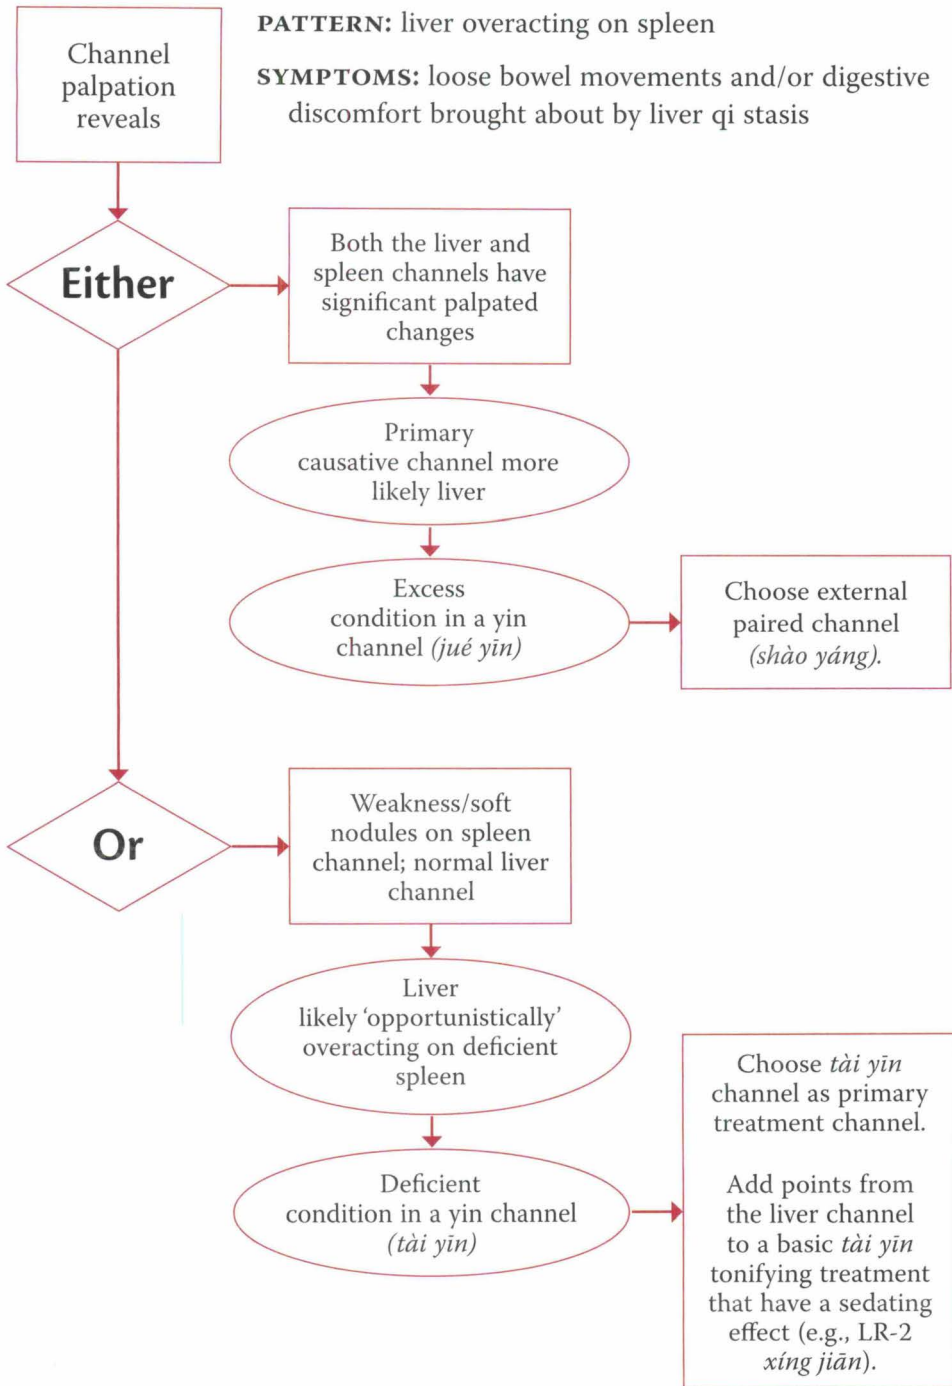 PATTERN: liver overacting on spleen
SYMPTOMS: loose bowel movements and/or digestive
discomfort brought about by liver qi stasis
Channel
palpation
reveals
Either
Both the liver and
spleen channels have
significant palpated
changes
Primary
causative channel more
likely liver
Excess
condition in a yin
channel (jué yīn)
Choose external
paired channel
(shào yáng).
Or
Weakness/soft
nodules on spleen
channel; normal liver
channel
Liver
likely 'opportunistically'
overacting on deficient
spleen
Deficient
condition in a yin channel
(tài yīn)
Choose tài yīn
channel as primary
treatment channel.
Add points from
the liver channel
to a basic tài yīn
tonifying treatment
that have a sedating
effect (e.g., LR-2
xíng jiān).